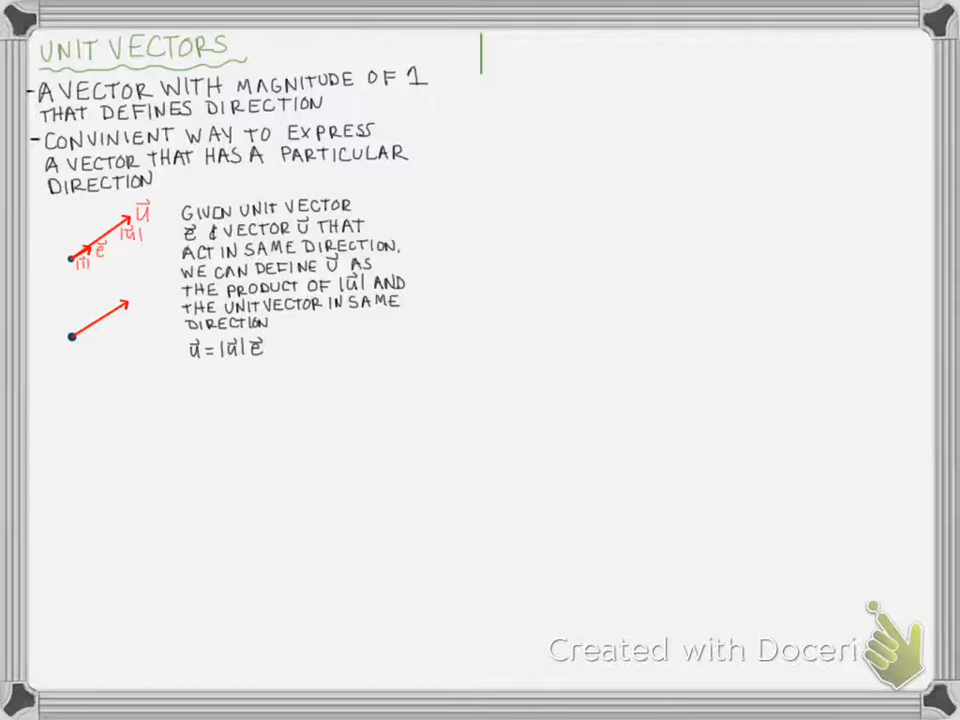 UNIT VECTORS
- A VECTOR WITH MAGNITUDE OF 1
THAT DEFINES DIRECTION
- CONVINIENT WAY TO EXPRESS
A VECTOR THAT HAS A PARTICULAR
DIRECTION
u⃗
|u⃗|
e⃗
|1|
GIVEN UNIT VECTOR
e⃗ & VECTOR u⃗ THAT
ACT IN SAME DIRECTION,
WE CAN DEFINE u⃗ AS
THE PRODUCT OF |u⃗| AND
THE UNIT VECTOR IN SAME
DIRECTION
u⃗ = |u⃗| e⃗
Created with Doceri